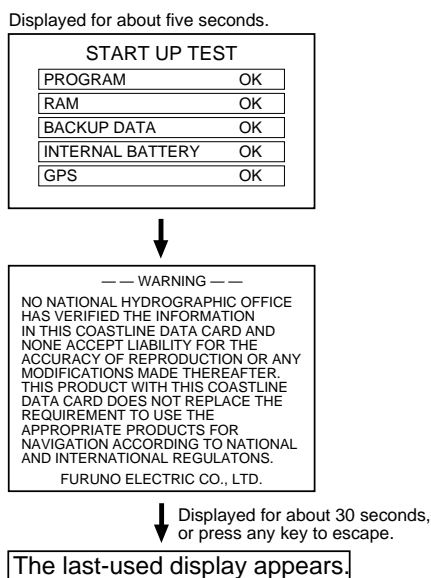 Displayed for about five seconds.
START UP TEST
PROGRAM OK
RAM OK
BACKUP DATA OK
INTERNAL BATTERY OK
GPS OK
— — WARNING — —
NO NATIONAL HYDROGRAPHIC OFFICE
HAS VERIFIED THE INFORMATION
IN THIS COASTLINE DATA CARD AND
NONE ACCEPT LIABILITY FOR THE
ACCURACY OF REPRODUCTION OR ANY
MODIFICATIONS MADE THEREAFTER.
THIS PRODUCT WITH THIS COASTLINE
DATA CARD DOES NOT REPLACE THE
REQUIREMENT TO USE THE
APPROPRIATE PRODUCTS FOR
NAVIGATION ACCORDING TO NATIONAL
AND INTERNATIONAL REGULATONS.
FURUNO ELECTRIC CO., LTD.
Displayed for about 30 seconds,
or press any key to escape.
The last-used display appears.